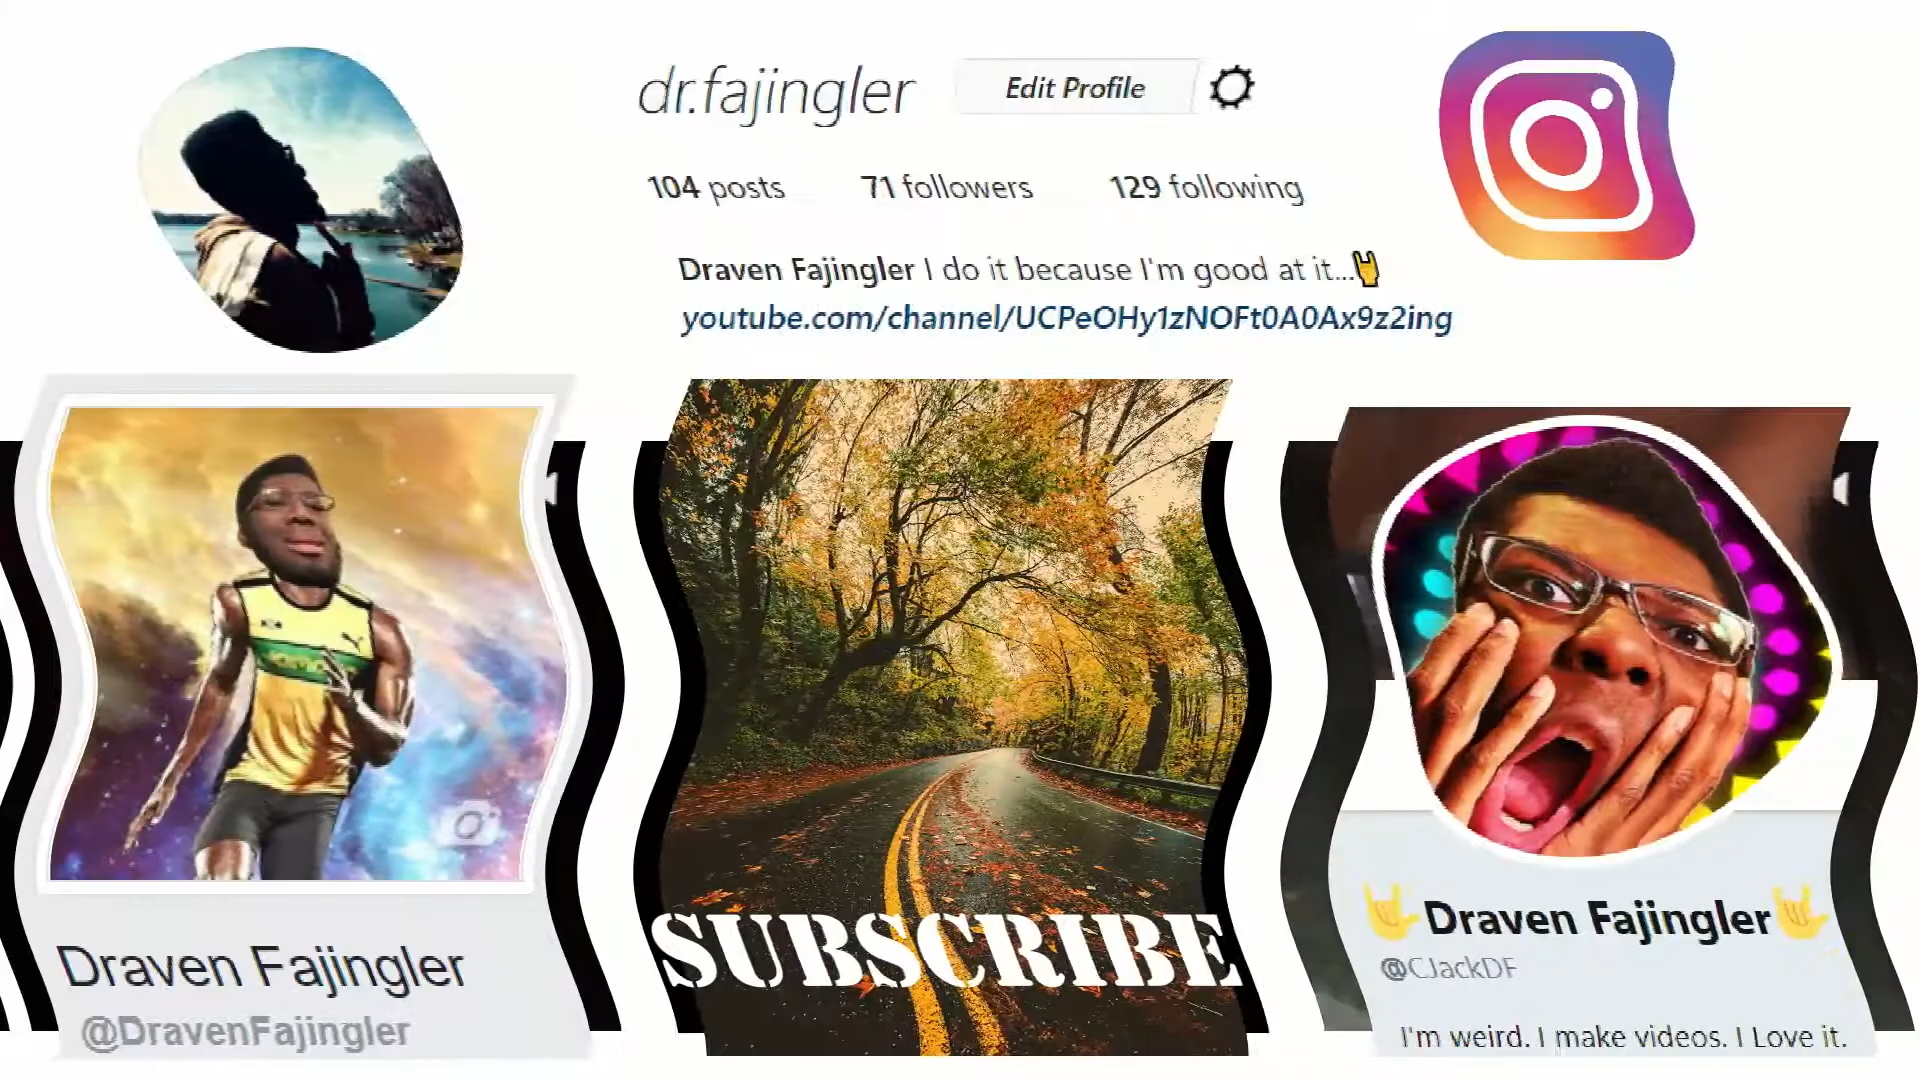 dr.fajingler Edit Profile
104 posts 71 followers 129 following
Draven Fajingler I do it because I'm good at it...🤘
youtube.com/channel/UCPeOHy1zNOFt0A0Ax9z2ing
Draven Fajingler
@DravenFajingler
SUBSCRIBE
🤟Draven Fajingler🤟
@CJackDF
I'm weird. I make videos. I Love it.